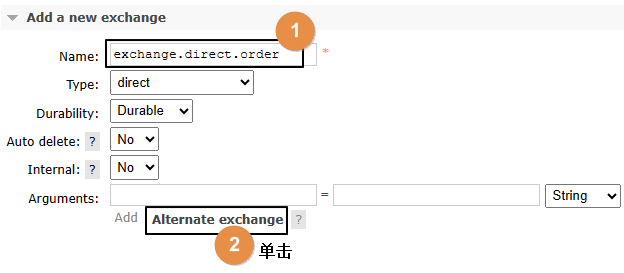 Add a new exchange
1
Name: exchange.direct.order *
Type: direct
Durability: Durable
Auto delete: ? No
Internal: ? No
Arguments: = String
Add Alternate exchange ?
2 单击